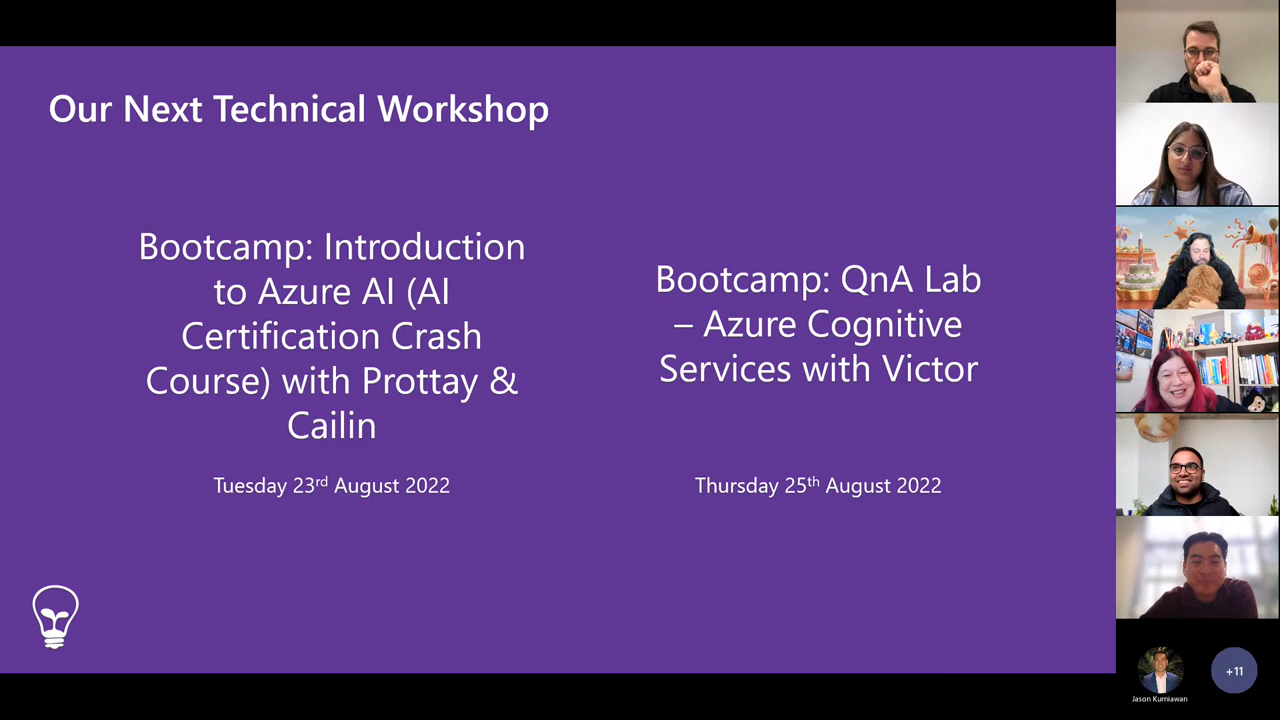 Our Next Technical Workshop
Bootcamp: Introduction
to Azure AI (AI
Certification Crash
Course) with Prottay &
Cailin
Tuesday 23rd August 2022
Bootcamp: QnA Lab
– Azure Cognitive
Services with Victor
Thursday 25th August 2022
Jason Kurniawan
+11